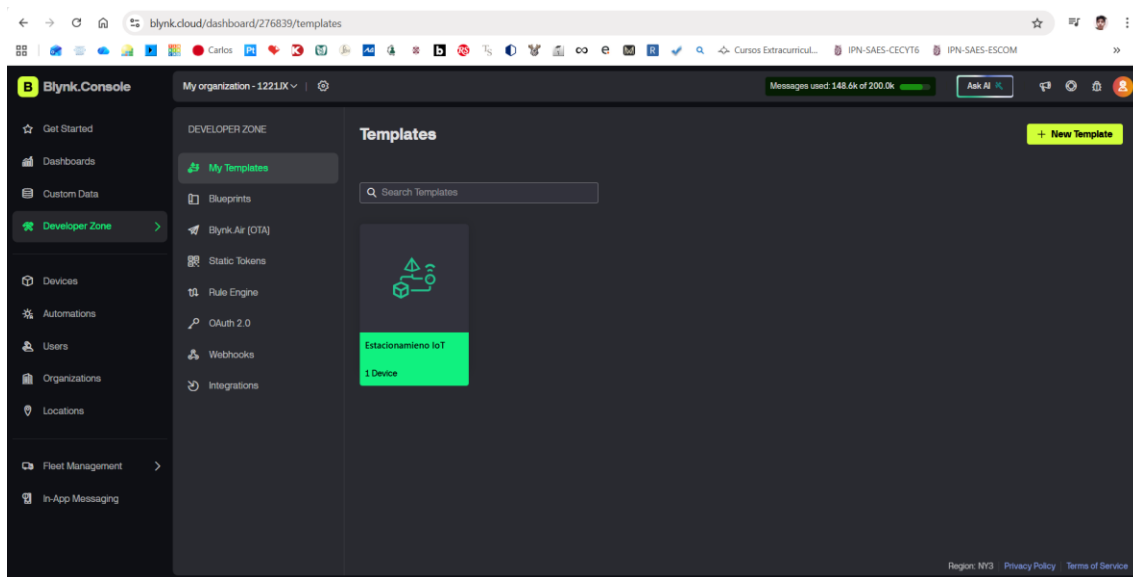 blynk.cloud/dashboard/276839/templates
Carlos
Cursos Extracurricul...
IPN-SAES-CECYT6
IPN-SAES-ESCOM
B Blynk.Console
My organization - 1221JX
Messages used: 148.6k of 200.0k
Ask AI
Get Started
Dashboards
Custom Data
Developer Zone
Devices
Automations
Users
Organizations
Locations
Fleet Management
In-App Messaging
DEVELOPER ZONE
My Templates
Blueprints
Blynk.Air (OTA)
Static Tokens
Rule Engine
OAuth 2.0
Webhooks
Integrations
Templates
+ New Template
Search Templates
Estacionamieno IoT
1 Device
Region: NY3
Privacy Policy
Terms of Service